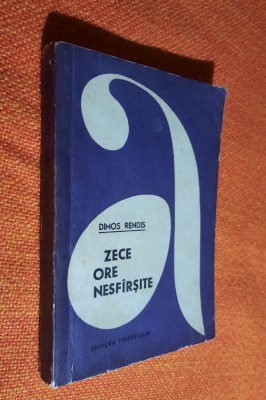 DIMOS RENDIS
ZECE
ORE
NESFÎRȘITE
EDITURA TINERETULUI